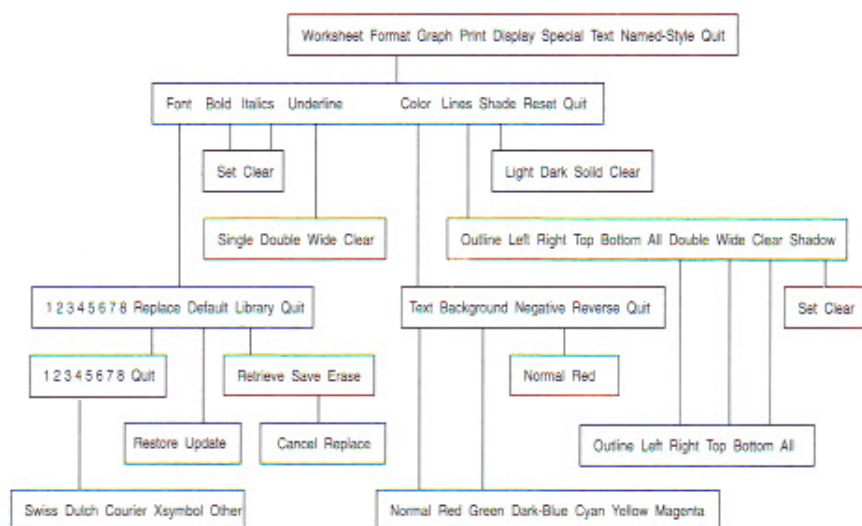 Worksheet Format Graph Print Display Special Text Named-Style Quit
Font Bold Italics Underline Color Lines Shade Reset Quit
Set Clear
Light Dark Solid Clear
Single Double Wide Clear
Outline Left Right Top Bottom All Double Wide Clear Shadow
1 2 3 4 5 6 7 8 Replace Default Library Quit
Text Background Negative Reverse Quit
Set Clear
1 2 3 4 5 6 7 8 Quit
Retrieve Save Erase
Normal Red
Restore Update
Cancel Replace
Outline Left Right Top Bottom All
Swiss Dutch Courier Xsymbol Other
Normal Red Green Dark-Blue Cyan Yellow Magenta